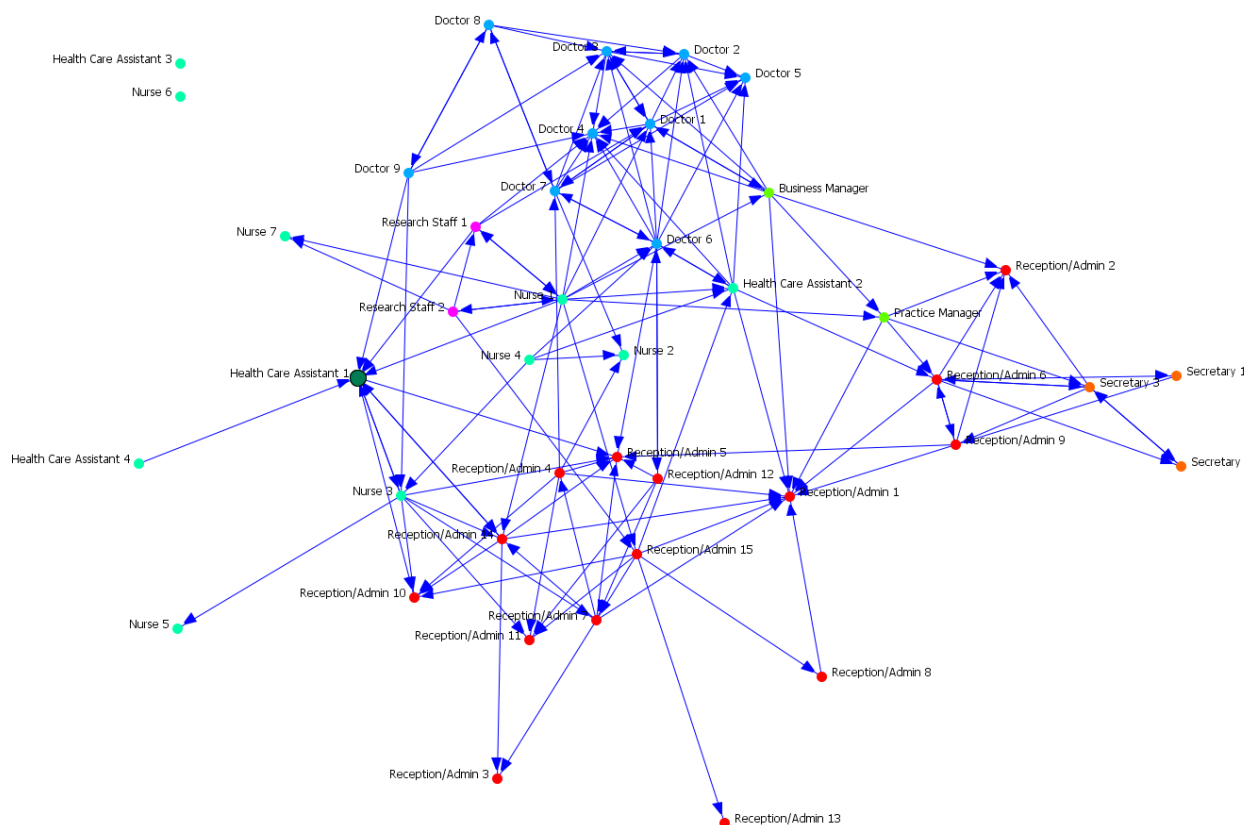 Doctor 8
Doctor 3
Doctor 2
Health Care Assistant 3
Doctor 5
Nurse 6
Doctor 4
Doctor 1
Doctor 9
Doctor 7
Business Manager
Research Staff 1
Nurse 7
Doctor 6
Reception/Admin 2
Health Care Assistant 2
Nurse 1
Research Staff 2
Practice Manager
Nurse 4
Nurse 2
Health Care Assistant 1
Reception/Admin 6
Secretary 1
Secretary 3
Reception/Admin 9
Reception/Admin 5
Health Care Assistant 4
Secretary
Reception/Admin 4
Reception/Admin 12
Nurse 3
Reception/Admin 1
Reception/Admin 14
Reception/Admin 15
Reception/Admin 10
Reception/Admin 7
Nurse 5
Reception/Admin 11
Reception/Admin 8
Reception/Admin 3
Reception/Admin 13